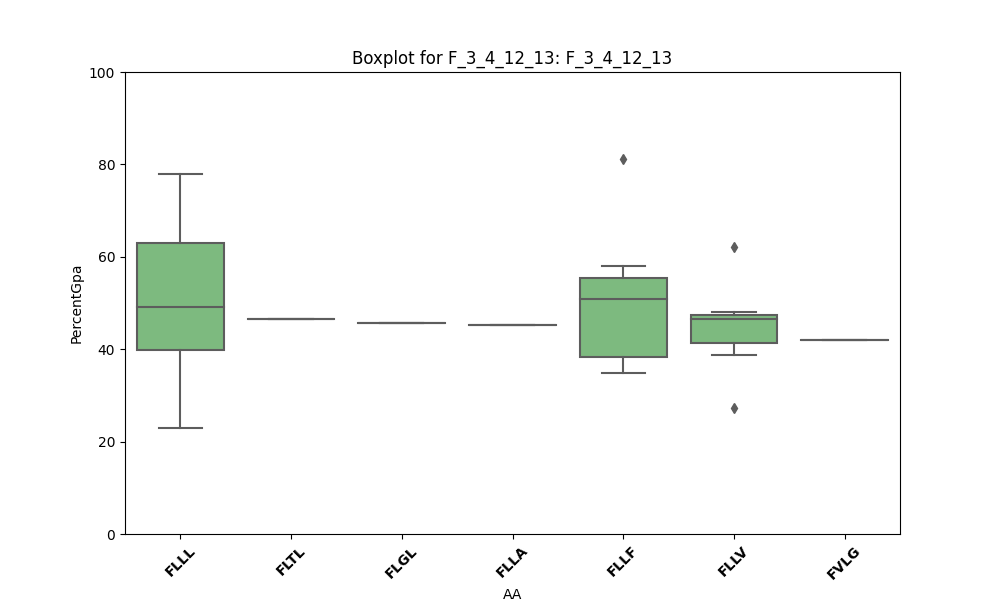 Boxplot for F_3_4_12_13: F_3_4_12_13
100
80
60
40
20
0
PercentGpa
FLLL
FLTL
FLGL
FLLA
FLLF
FLLV
FVLG
AA